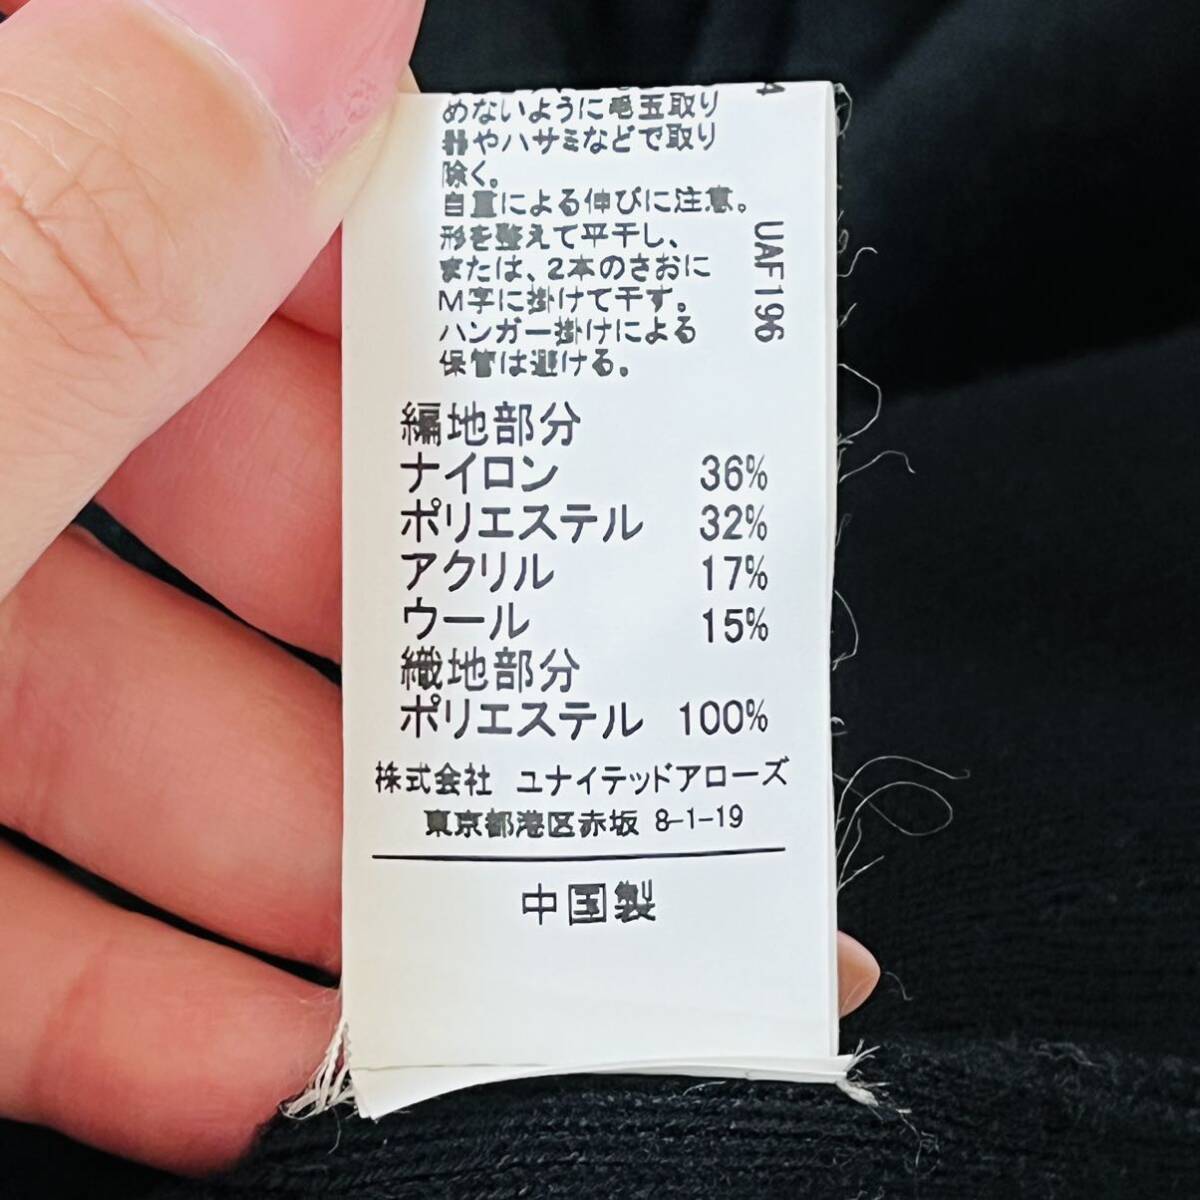 めないように毛玉取り
器やハサミなどで取り
除く。
自重による伸びに注意。
形を整えて平干し、
または、2本のさおに
M字に掛けて干す。
ハンガー掛けによる
保管は避ける。
UAF196
編地部分
ナイロン 36%
ポリエステル 32%
アクリル 17%
ウール 15%
織地部分
ポリエステル 100%
株式会社 ユナイテッドアローズ
東京都港区赤坂 8-1-19
中国製